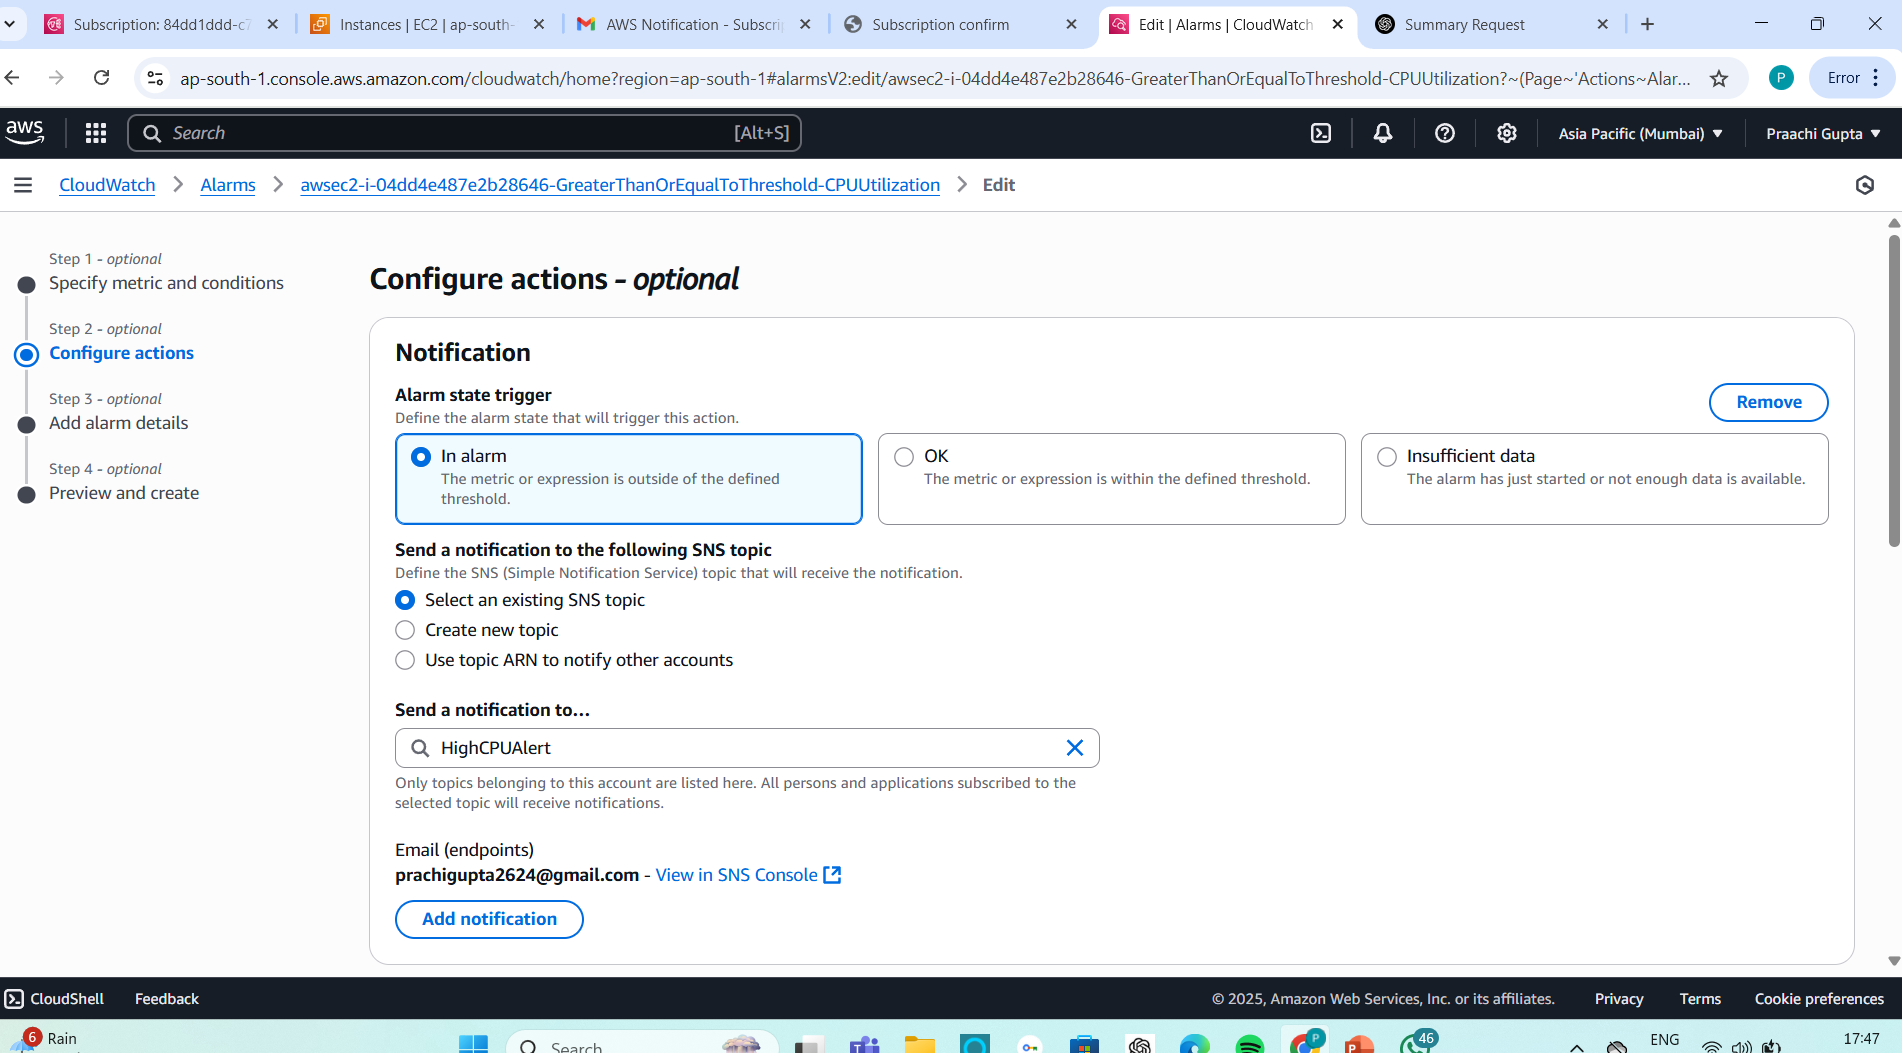 Subscription: 84dd1ddd-c7
Instances | EC2 | ap-south-
AWS Notification - Subscri
Subscription confirm
Edit | Alarms | CloudWatch
Summary Request
ap-south-1.console.aws.amazon.com/cloudwatch/home?region=ap-south-1#alarmsV2:edit/awsec2-i-04dd4e487e2b28646-GreaterThanOrEqualToThreshold-CPUUtilization?~(Page~'Actions~Alar...
P
Error
aws
Search
[Alt+S]
Asia Pacific (Mumbai)
Praachi Gupta
CloudWatch
Alarms
awsec2-i-04dd4e487e2b28646-GreaterThanOrEqualToThreshold-CPUUtilization
Edit
Step 1 - optional
Specify metric and conditions
Step 2 - optional
Configure actions
Step 3 - optional
Add alarm details
Step 4 - optional
Preview and create
Configure actions - optional
Notification
Alarm state trigger
Define the alarm state that will trigger this action.
Remove
In alarm
The metric or expression is outside of the defined
threshold.
OK
The metric or expression is within the defined threshold.
Insufficient data
The alarm has just started or not enough data is available.
Send a notification to the following SNS topic
Define the SNS (Simple Notification Service) topic that will receive the notification.
Select an existing SNS topic
Create new topic
Use topic ARN to notify other accounts
Send a notification to...
HighCPUAlert
Only topics belonging to this account are listed here. All persons and applications subscribed to the
selected topic will receive notifications.
Email (endpoints)
prachigupta2624@gmail.com - View in SNS Console
Add notification
CloudShell
Feedback
© 2025, Amazon Web Services, Inc. or its affiliates.
Privacy
Terms
Cookie preferences
6
Rain
Search
P
46
ENG
17:47